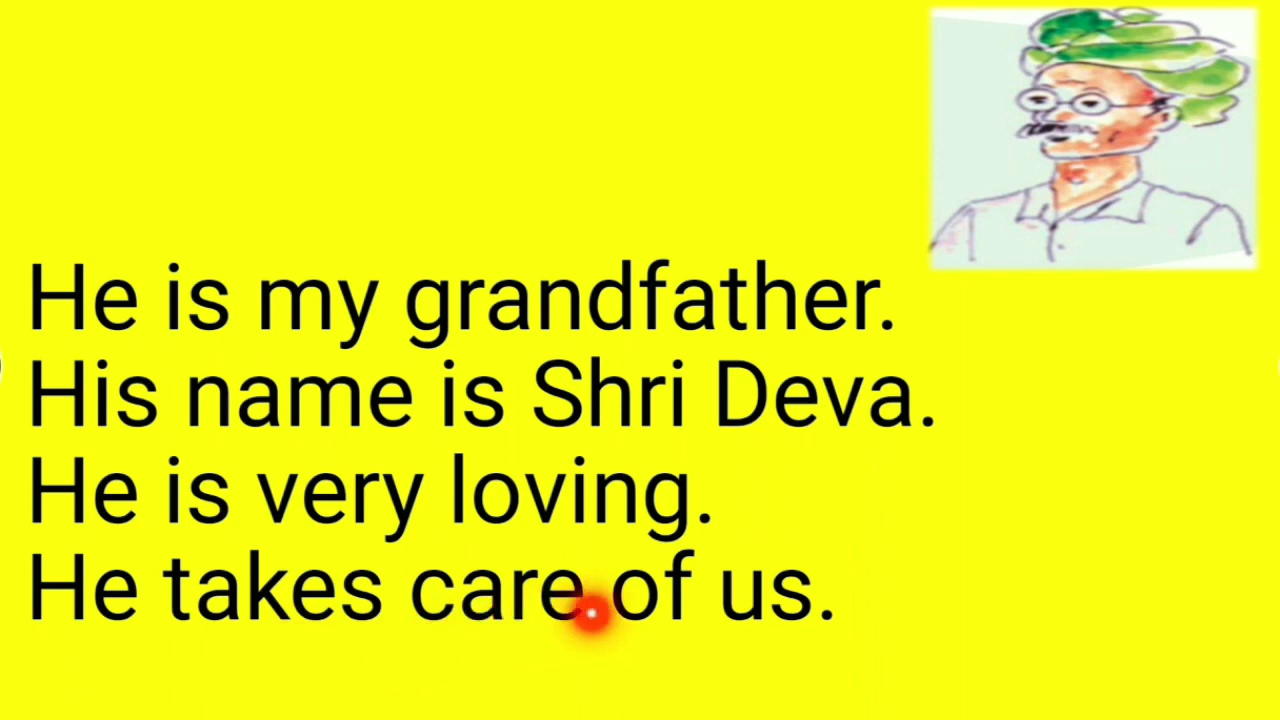 He is my grandfather.
His name is Shri Deva.
He is very loving.
He takes care of us.